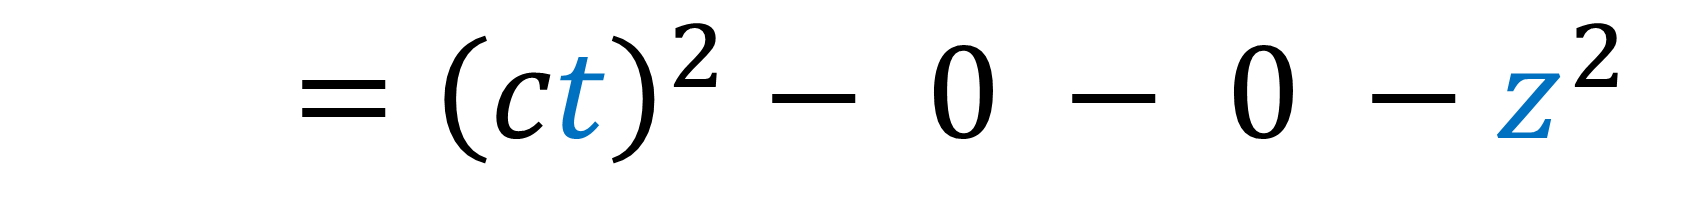 = (ct)² − 0 − 0 − z²